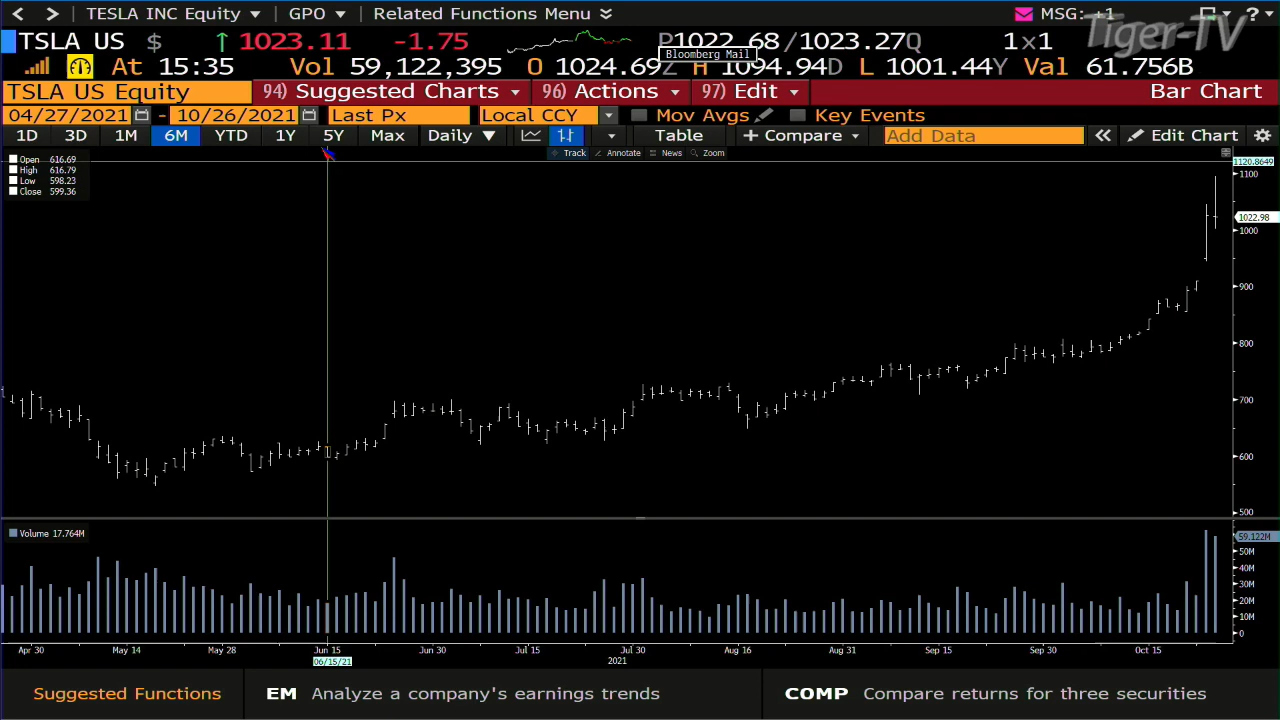 TESLA INC Equity GPO Related Functions Menu MSG: +1 ?
Tiger-TV
TSLA US $ 1023.11 -1.75 P1022.68/1023.27Q 1×1
Bloomberg Mail
At 15:35 Vol 59,122,395 O 1024.69Z H 1094.94D L 1001.44Y Val 61.756B
TSLA US Equity 94) Suggested Charts 96) Actions 97) Edit Bar Chart
04/27/2021 - 10/26/2021 Last Px Local CCY Mov Avgs Key Events
1D 3D 1M 6M YTD 1Y 5Y Max Daily Table + Compare Add Data Edit Chart
Track Annotate News Zoom
Open 616.69
High 616.79
Low 598.23
Close 599.36
1120.8649
1100
1022.98
1000
900
800
700
600
500
Volume 17.764M
59.122M
50M
40M
30M
20M
10M
0
Apr 30 May 14 May 28 Jun 15 Jun 30 Jul 15 Jul 30 Aug 16 Aug 31 Sep 15 Sep 30 Oct 15
06/15/21 2021
Suggested Functions EM Analyze a company's earnings trends COMP Compare returns for three securities